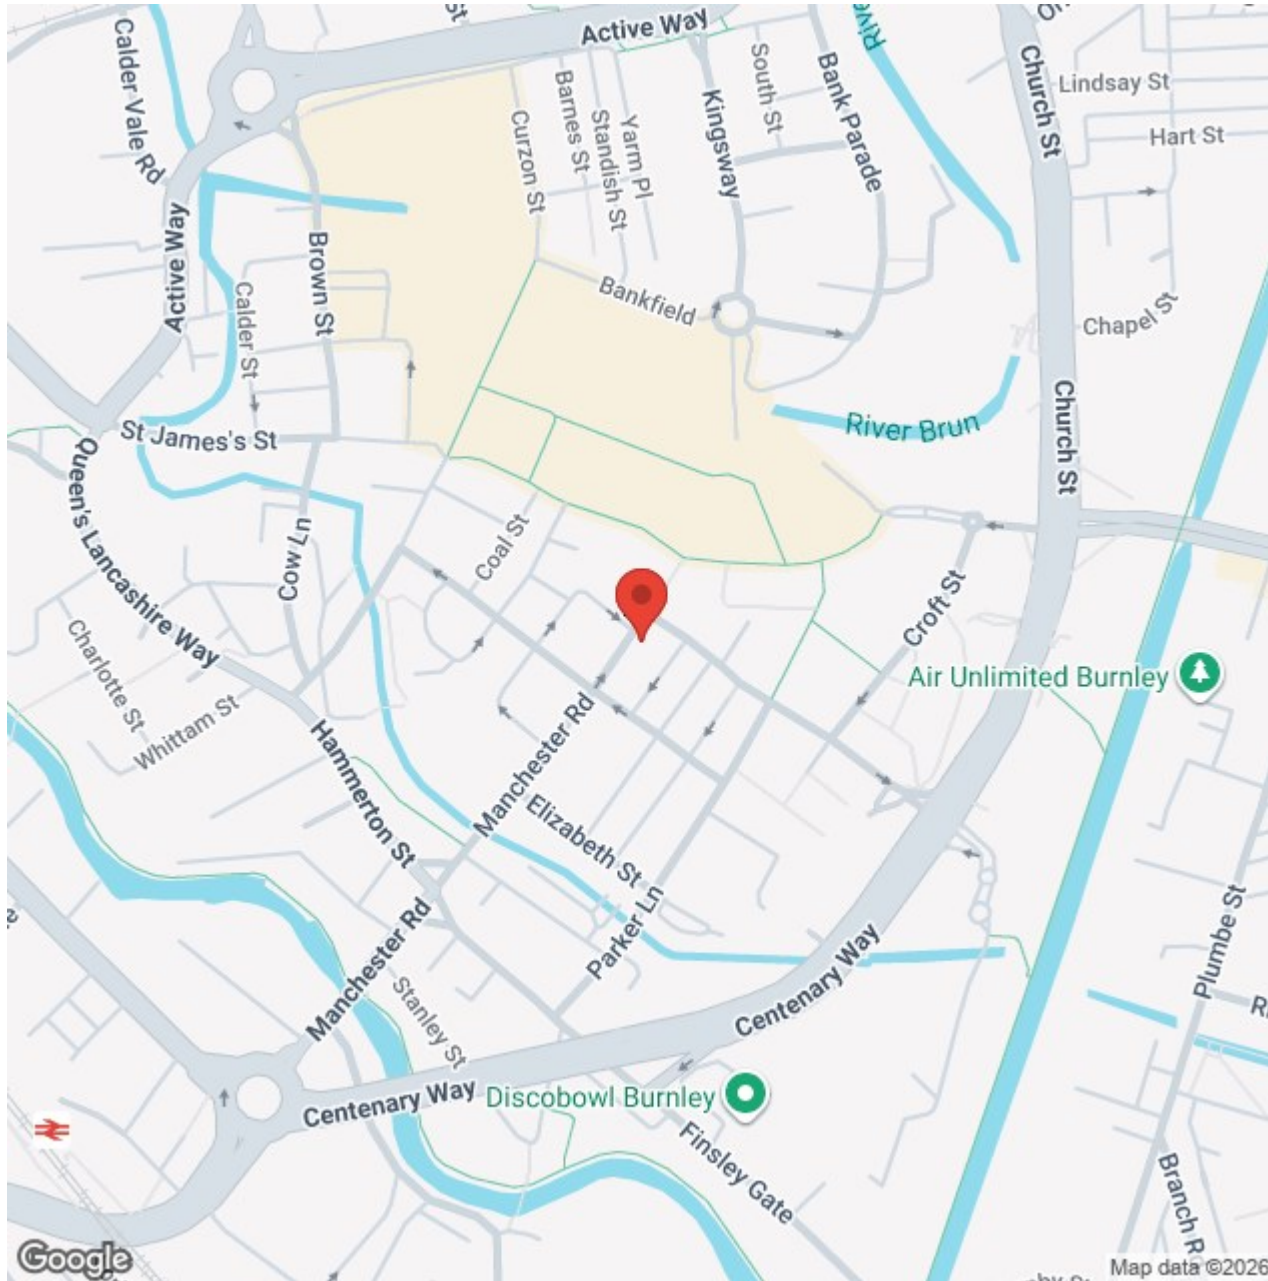 Active Way
Church St
Lindsay St
Hart St
Calder Vale Rd
Barnes St
Standish St
Yarm Pl
Kingsway
South St
Bank Parade
Curzon St
Active Way
Brown St
Calder St
Bankfield
Chapel St
St James's St
River Brun
Church St
Queen's Lancashire Way
Cow Ln
Coal St
Croft St
Charlotte St
Whittam St
Air Unlimited Burnley
Hammerton St
Manchester Rd
Elizabeth St
Parker Ln
Plumbe St
Manchester Rd
Stanley St
Centenary Way
Centenary Way
Discobowl Burnley
Finsley Gate
Branch R
Google
Map data ©2026